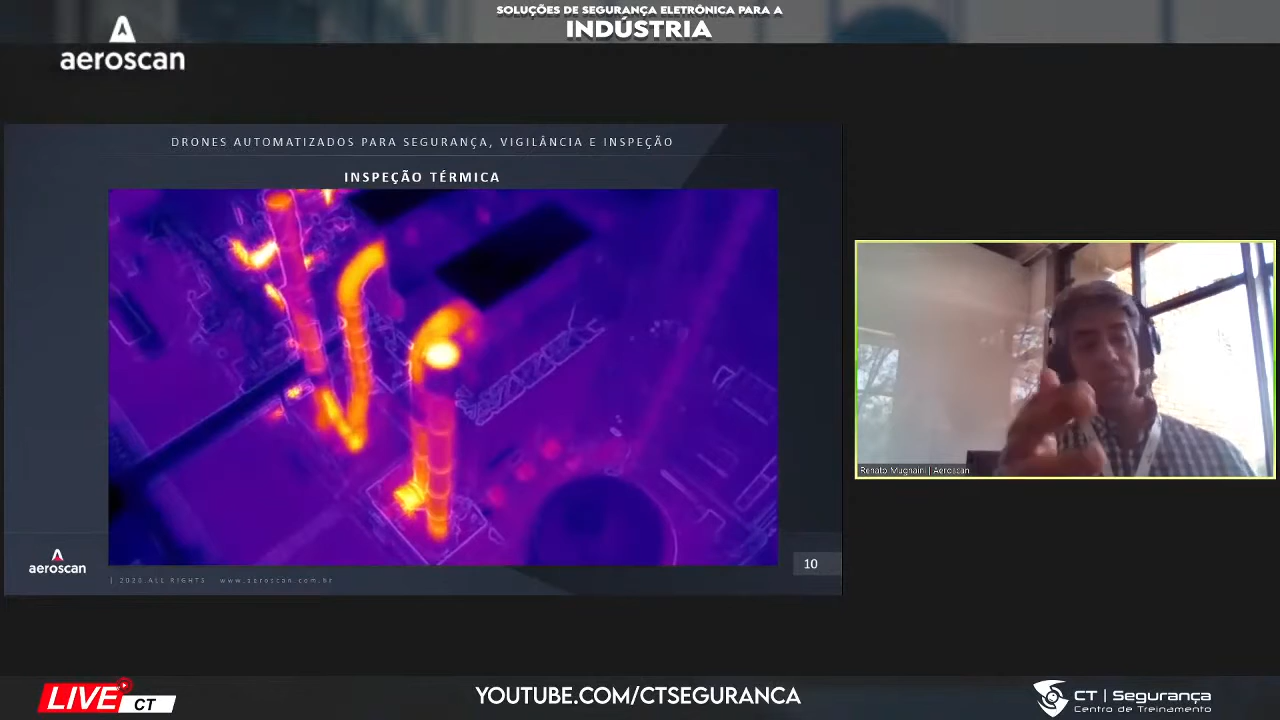 SOLUÇÕES DE SEGURANÇA ELETRÔNICA PARA A
INDÚSTRIA
aeroscan
DRONES AUTOMATIZADOS PARA SEGURANÇA, VIGILÂNCIA E INSPEÇÃO
INSPEÇÃO TÉRMICA
Renato Mugnaini | Aeroscan
aeroscan
| 2020 ALL RIGHTS www.aeroscan.com.br
10
LIVE CT
YOUTUBE.COM/CTSEGURANCA
CT | Segurança
Centro de Treinamento